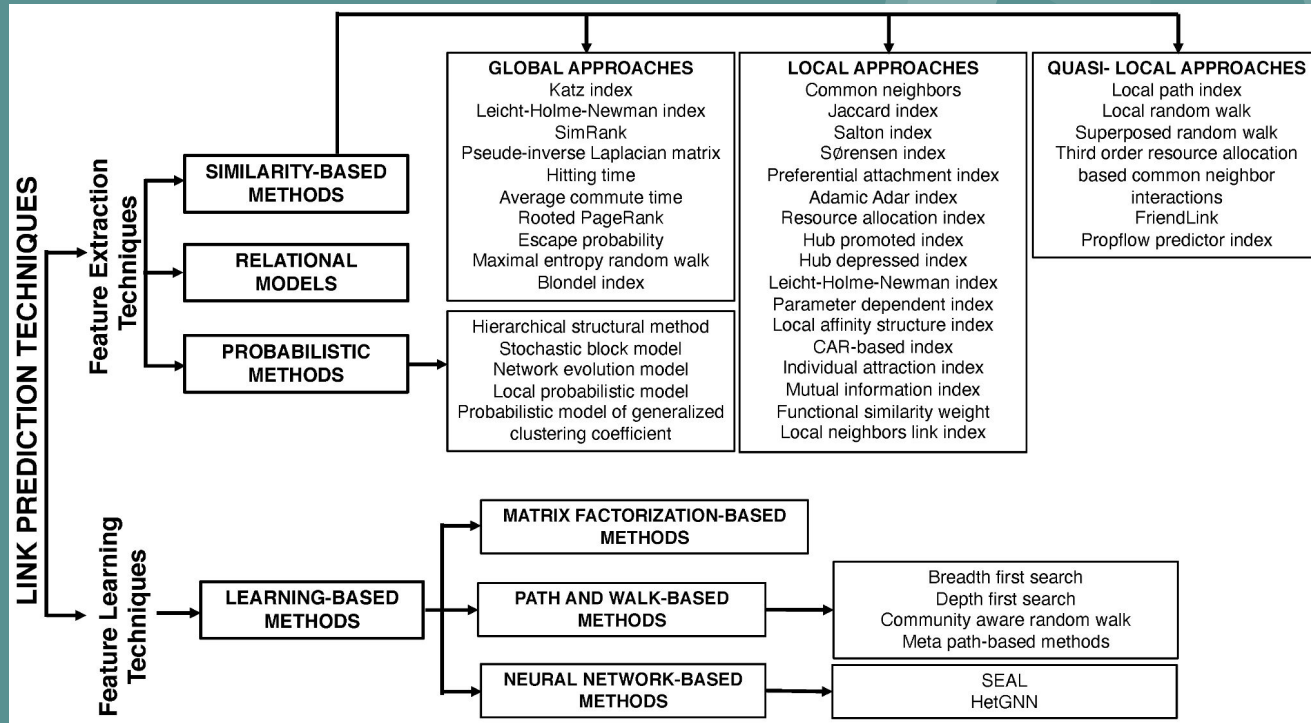 LINK PREDICTION TECHNIQUES
Feature Extraction
Techniques
SIMILARITY-BASED
METHODS
RELATIONAL
MODELS
PROBABILISTIC
METHODS
GLOBAL APPROACHES
Katz index
Leicht-Holme-Newman index
SimRank
Pseude-inverse Laplacian matrix
Hitting time
Average commute time
Rooted PageRank
Escape probability
Maximal entropy random walk
Blondel index
Hierarchical structural method
Stochastic block model
Network evolution model
Local probabilistic model
Probabilistic model of generalized
clustering coefficient
LOCAL APPROACHES
Common neighbors
Jaccard index
Salton index
Sørensen index
Preferential attachment index
Adamic Adar index
Resource allocation index
Hub promoted index
Hub depressed index
Leicht-Holme-Newman index
Parameter dependent index
Local affinity structure index
CAR-based index
Individual attraction index
Mutual information index
Functional similarity weight
Local neighbors link index
QUASI- LOCAL APPROACHES
Local path index
Local random walk
Superposed random walk
Third order resource allocation
based common neighbor
interactions
FriendLink
Propflow predictor index
Feature Learning
Techniques
LEARNING-BASED
METHODS
MATRIX FACTORIZATION-BASED
METHODS
PATH AND WALK-BASED
METHODS
NEURAL NETWORK-BASED
METHODS
Breadth first search
Depth first search
Community aware random walk
Meta path-based methods
SEAL
HetGNN